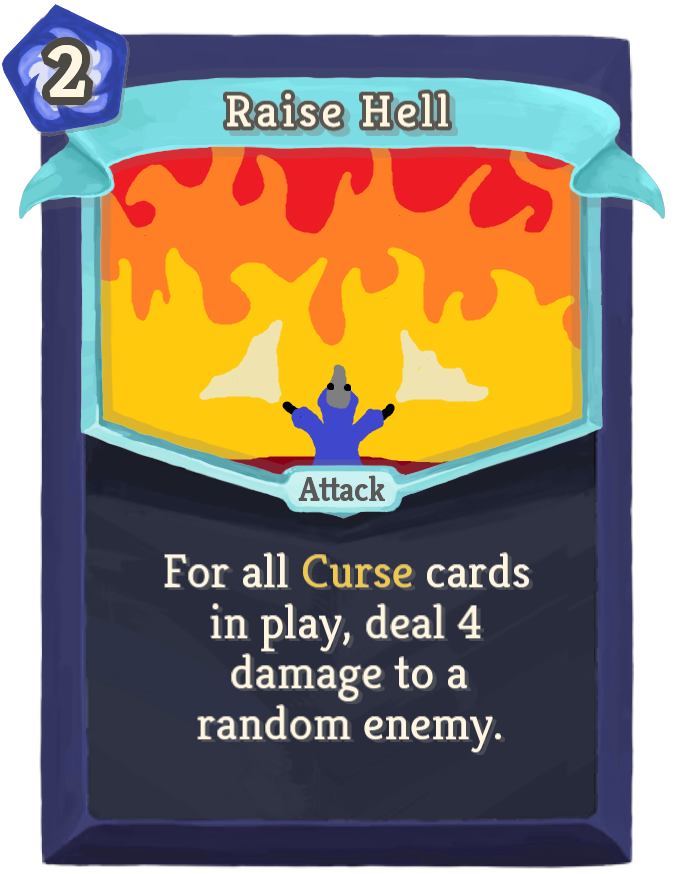 2
Raise Hell
Attack
For all Curse cards
in play, deal 4
damage to a
random enemy.